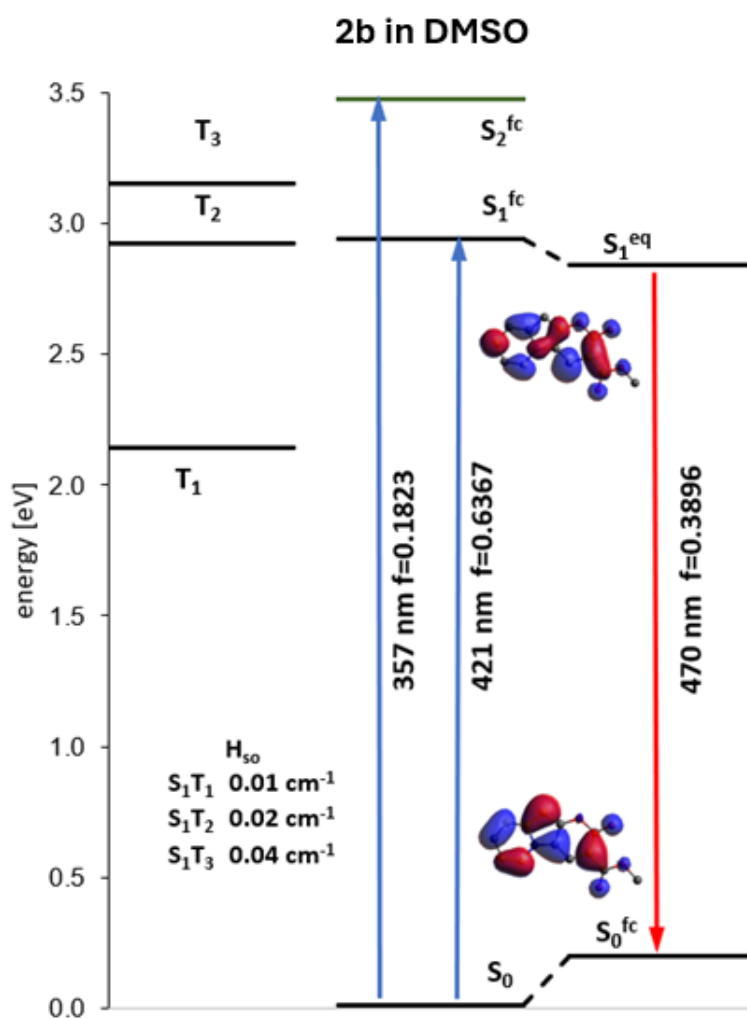 2b in DMSO
3.5
3.0
2.5
2.0
1.5
1.0
0.5
0.0
energy [eV]
T₃
T₂
T₁
S₂ᶠᶜ
S₁ᶠᶜ
S₁ᵉq
357 nm f=0.1823
421 nm f=0.6367
470 nm f=0.3896
Hₛₒ
S₁T₁ 0.01 cm⁻¹
S₁T₂ 0.02 cm⁻¹
S₁T₃ 0.04 cm⁻¹
S₀
S₀ᶠᶜ